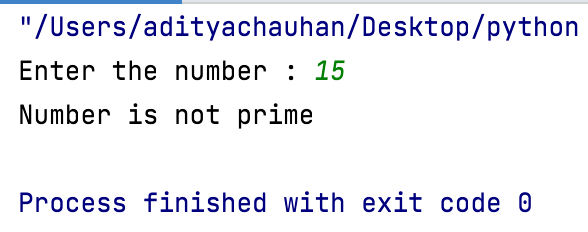 "/Users/adityachauhan/Desktop/python
Enter the number : 15
Number is not prime
Process finished with exit code 0